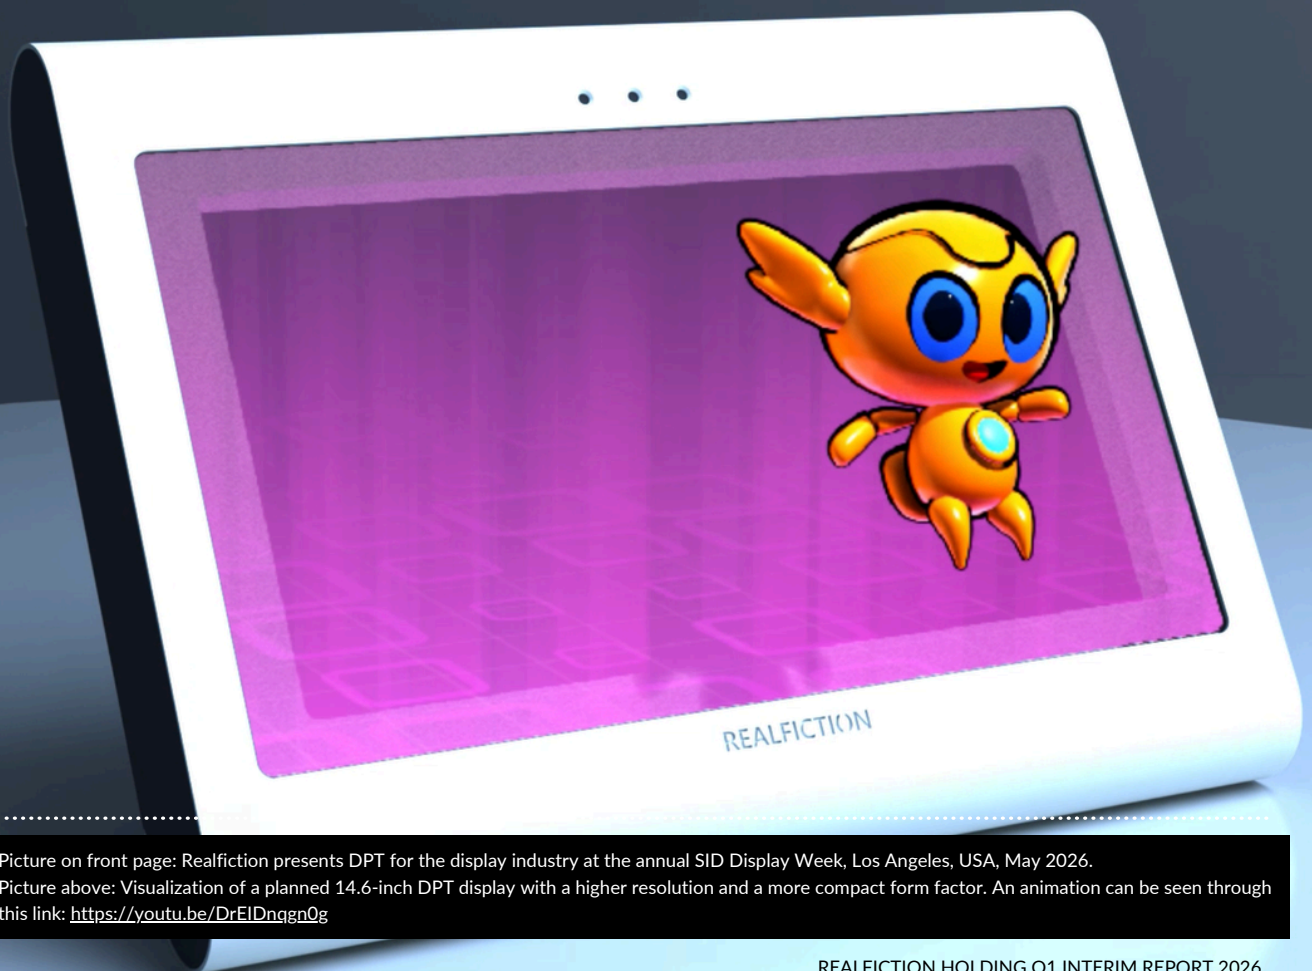 REALFICTION
Picture on front page: Realfiction presents DPT for the display industry at the annual SID Display Week, Los Angeles, USA, May 2026.
Picture above: Visualization of a planned 14.6-inch DPT display with a higher resolution and a more compact form factor. An animation can be seen through
this link: https://youtu.be/DrEIDnqgn0g
REALFICTION HOLDING Q1 INTERIM REPORT 2026